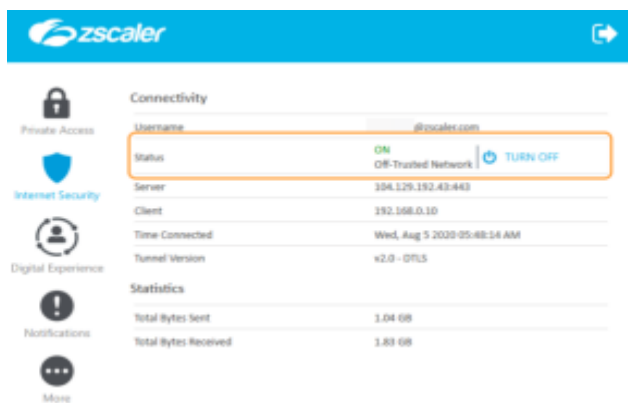 zscaler
Private Access
Internet Security
Digital Experience
Notifications
More
Connectivity
Username @zscaler.com
Status ON
Off-Trusted Network TURN OFF
Server 104.129.192.43:443
Client 192.168.0.10
Time Connected Wed, Aug 5 2020 05:48:14 AM
Tunnel Version v2.0 - DTLS
Statistics
Total Bytes Sent 1.04 GB
Total Bytes Received 1.83 GB